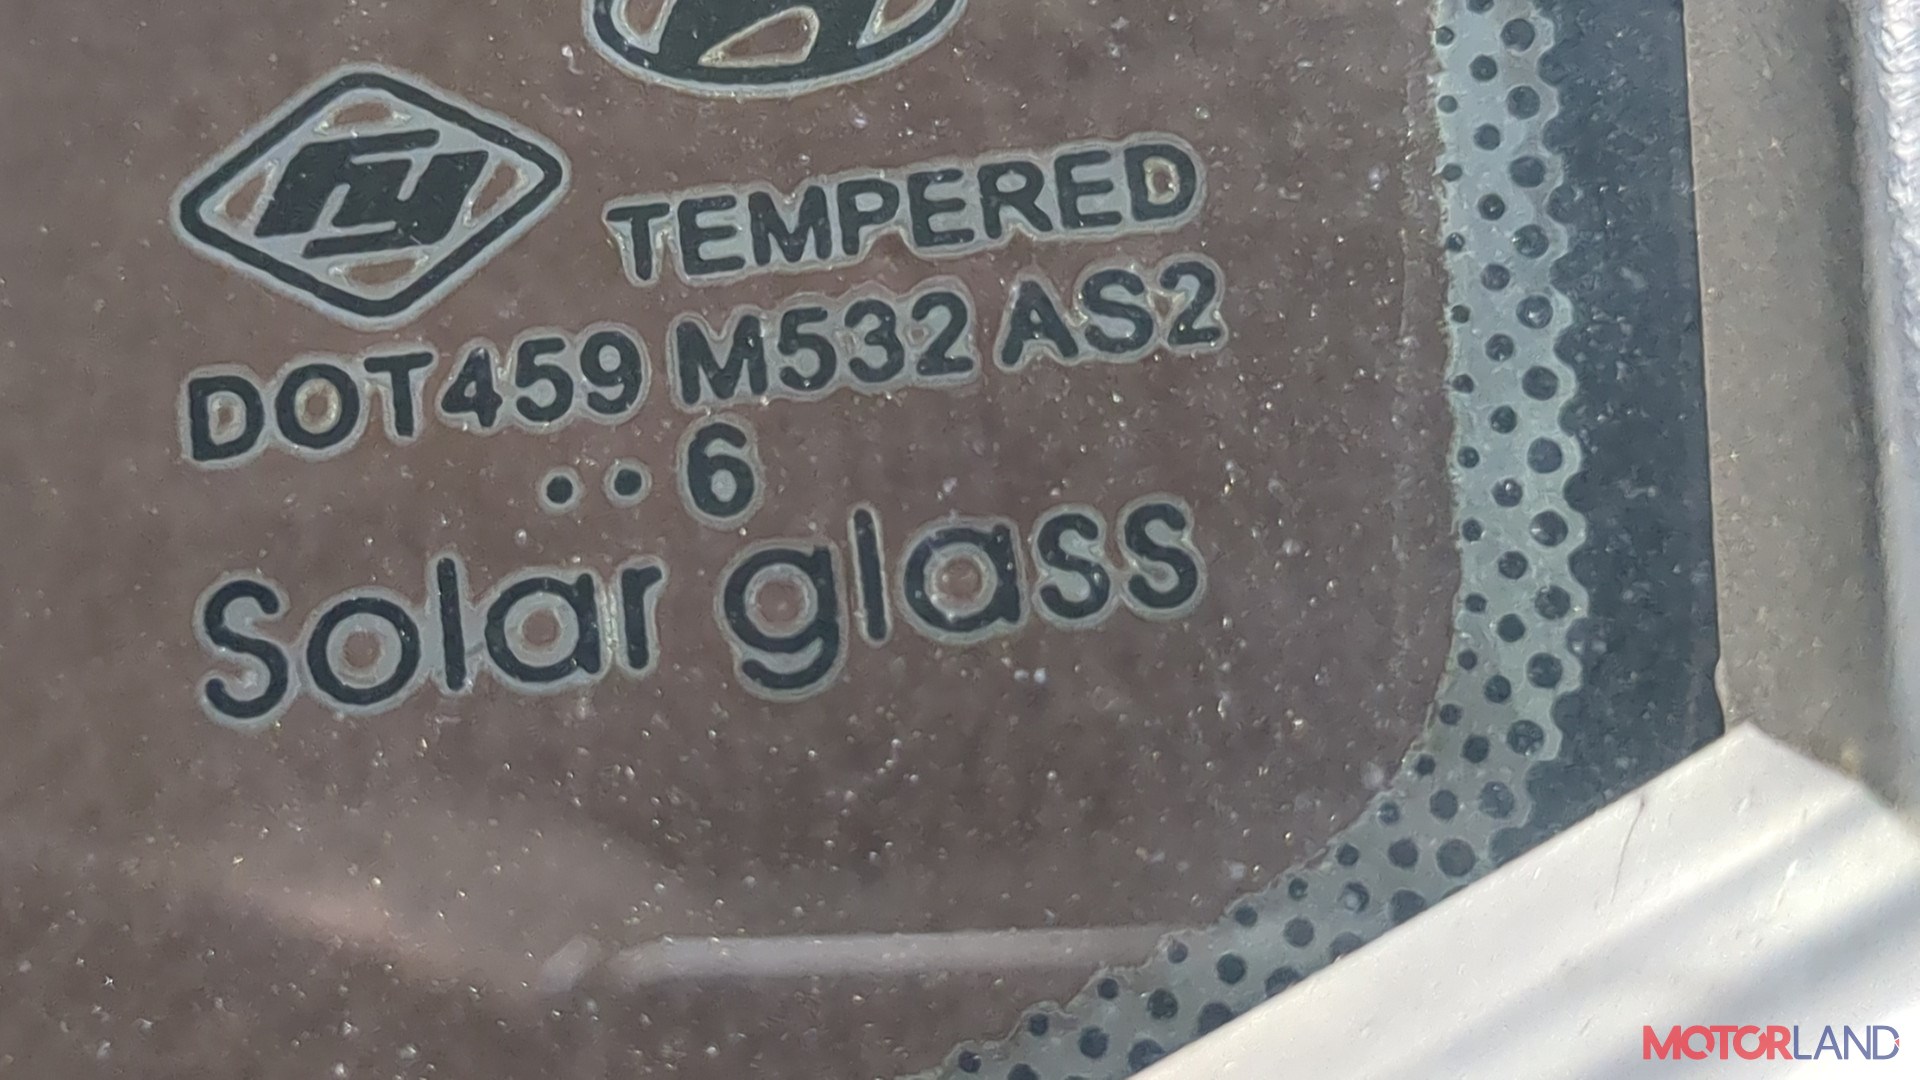 TEMPERED
DOT459 M532 AS2
··6
Solar glass
MOTORLAND